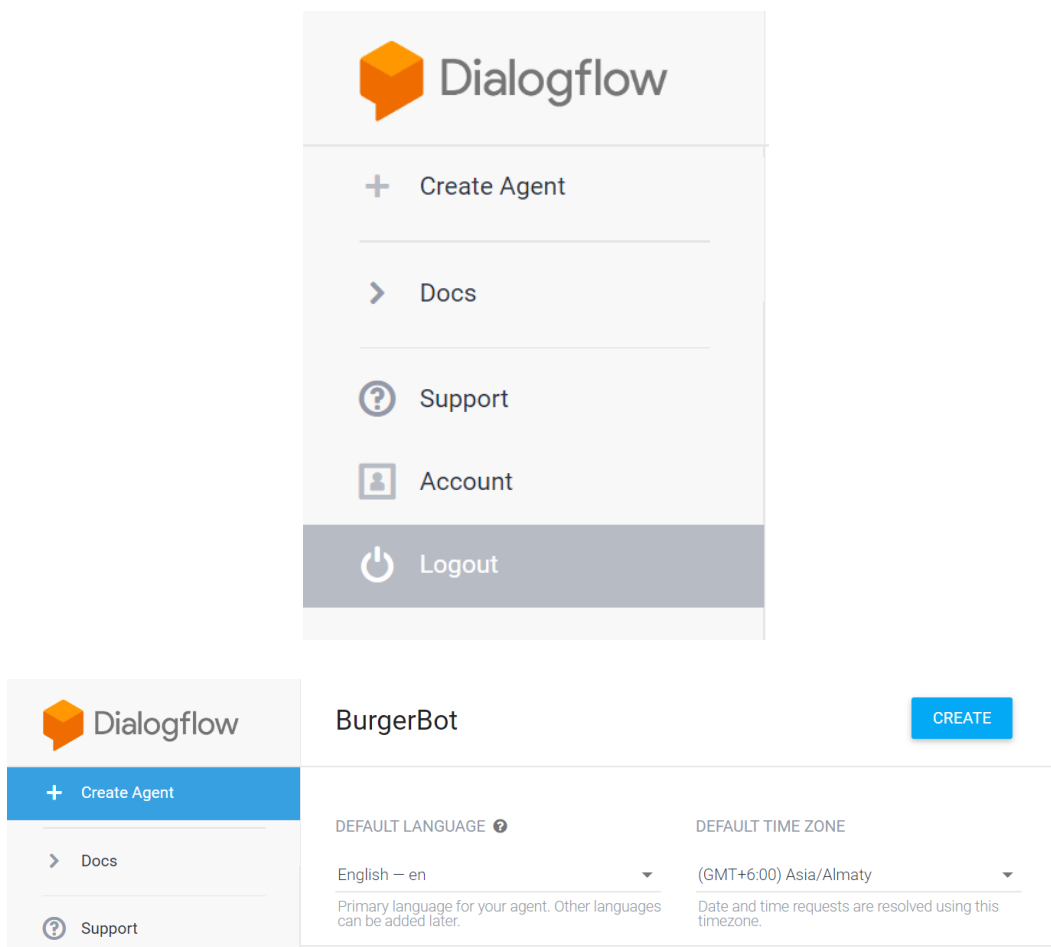 Dialogflow
Create Agent
Docs
Support
Account
Logout
Dialogflow
BurgerBot
CREATE
Create Agent
Docs
Support
DEFAULT LANGUAGE
DEFAULT TIME ZONE
English — en
(GMT+6:00) Asia/Almaty
Primary language for your agent. Other languages
can be added later.
Date and time requests are resolved using this
timezone.